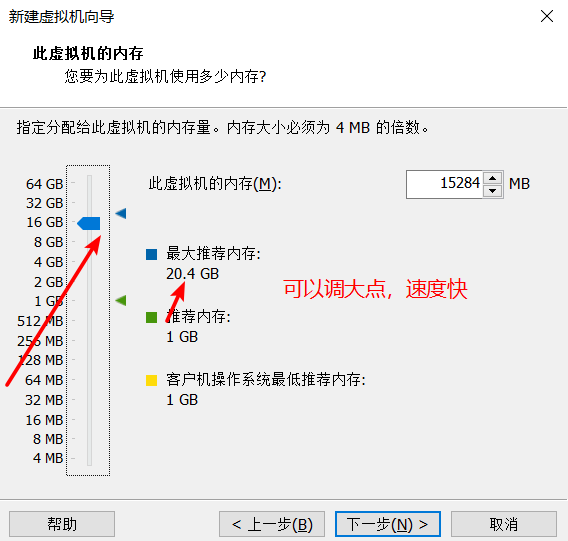 新建虚拟机向导
此虚拟机的内存
您要为此虚拟机使用多少内存?
指定分配给此虚拟机的内存量。内存大小必须为 4 MB 的倍数。
64 GB
32 GB
16 GB
8 GB
4 GB
2 GB
1 GB
512 MB
256 MB
128 MB
64 MB
32 MB
16 MB
8 MB
4 MB
此虚拟机的内存(M):
15284 MB
最大推荐内存:
20.4 GB
可以调大点，速度快
推荐内存:
1 GB
客户机操作系统最低推荐内存:
1 GB
帮助
< 上一步(B)
下一步(N) >
取消